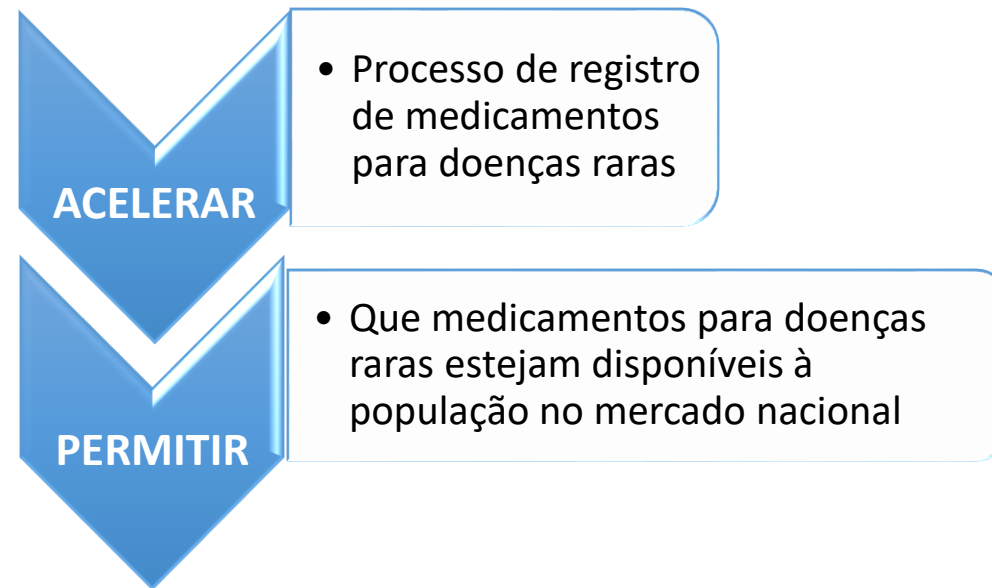 ACELERAR
• Processo de registro
de medicamentos
para doenças raras
PERMITIR
• Que medicamentos para doenças
raras estejam disponíveis à
população no mercado nacional